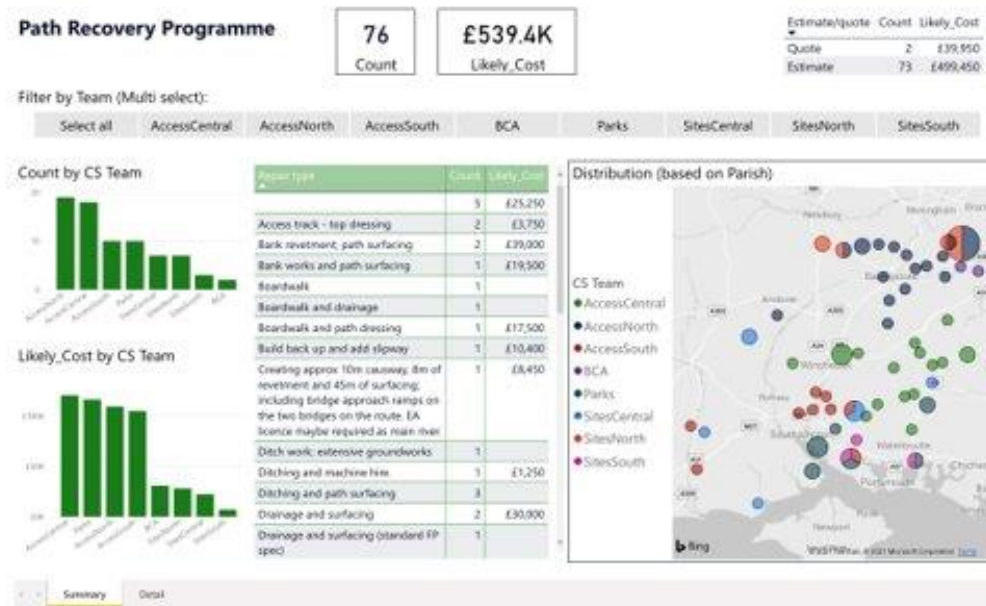 Path Recovery Programme
76
Count
£539.4K
Likely_Cost
Estimate/quote Count Likely_Cost
Quote 2 £39,950
Estimate 73 £499,450
Filter by Team (Multi select):
Select all AccessCentral AccessNorth AccessSouth BCA Parks SitesCentral SitesNorth SitesSouth
Count by CS Team
Likely_Cost by CS Team
Repair type Count Likely_Cost
5 £25,250
Access track - top dressing 2 £3,750
Bank revetment; path surfacing 2 £39,000
Bank works and path surfacing 1 £19,500
Boardwalk 1
Boardwalk and drainage 1
Boardwalk and path dressing 1 £17,500
Build back up and add slipway 1 £10,400
Creating approx 10m causway, 8m of 1 £8,450
revetment and 45m of surfacing;
including bridge approach ramps on
the two bridges on the route. EA
licence maybe required as main river
Ditch work; extensive groundworks 1
Ditching and machine hire 1 £1,250
Ditching and path surfacing 3
Drainage and surfacing 2 £30,000
Drainage and surfacing (standard FP 1
spec)
Distribution (based on Parish)
CS Team
AccessCentral
AccessNorth
AccessSouth
BCA
Parks
SitesCentral
SitesNorth
SitesSouth
Newbury
Andover
Winchester
Southampton
Waterlooville
Portsmouth
Newport
Bing
Summary Detail